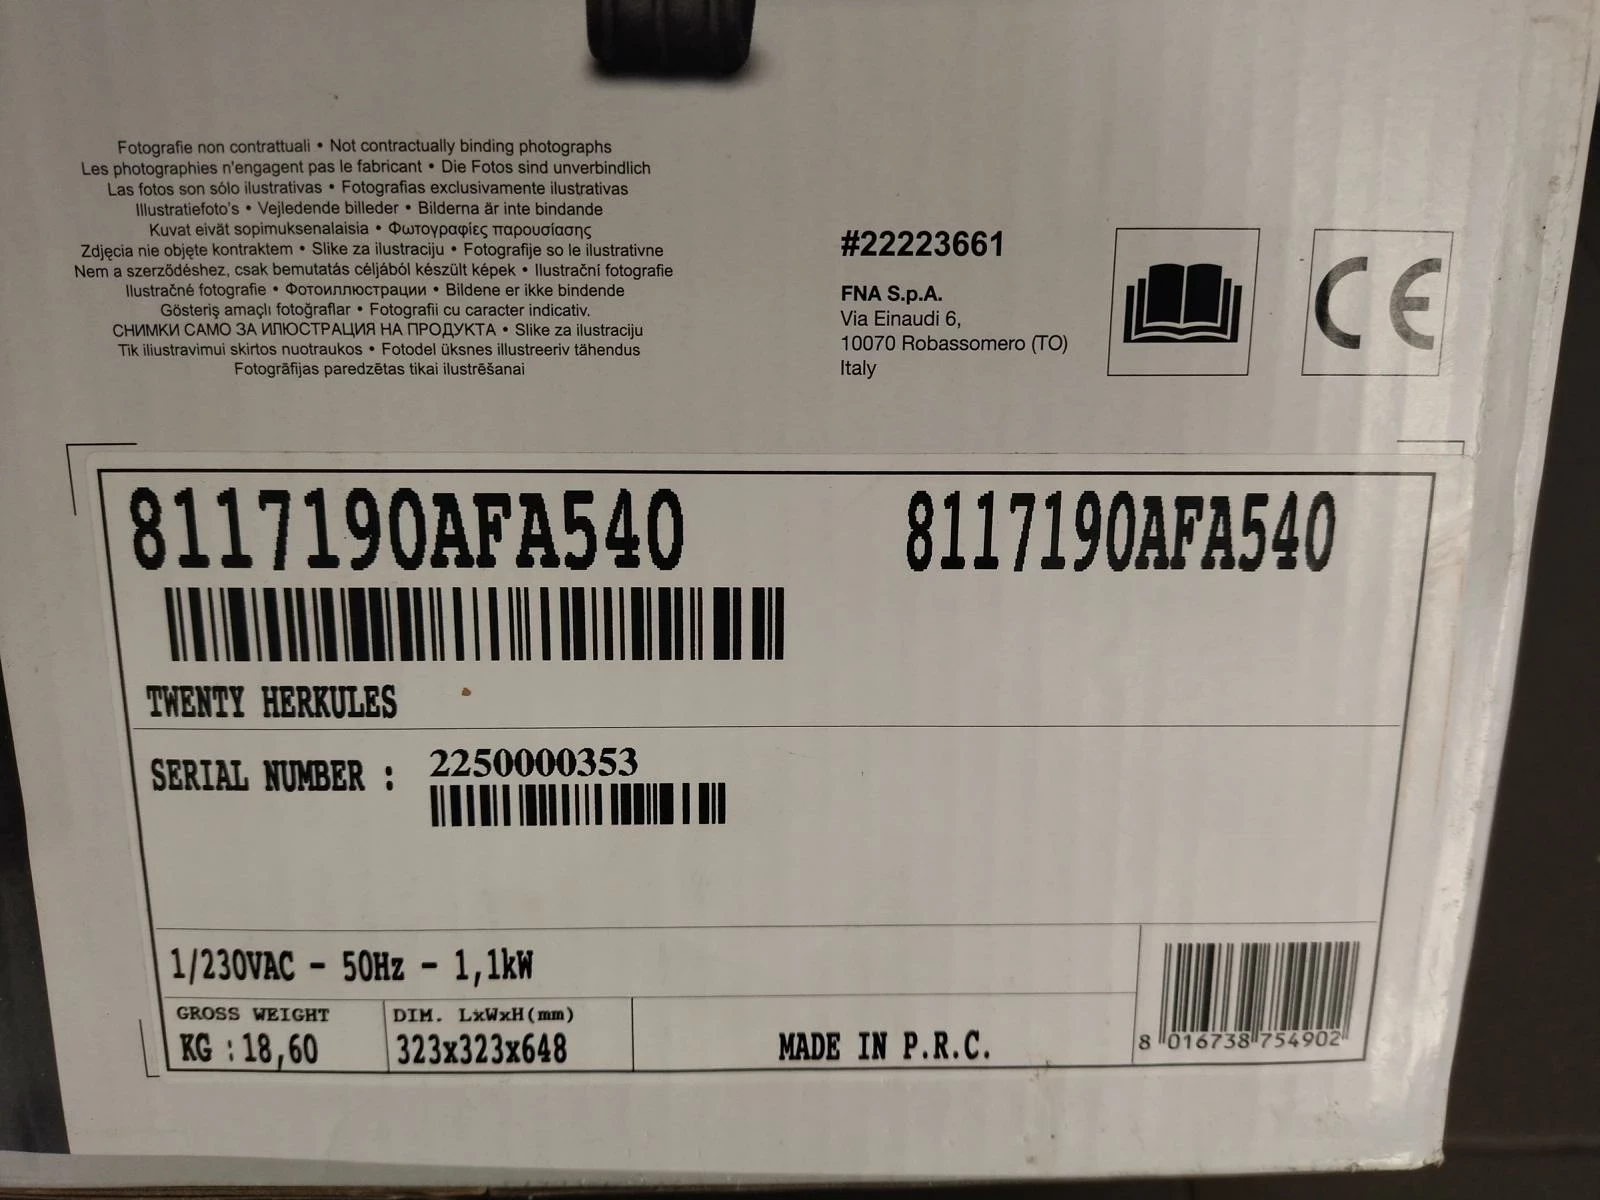 Fotografie non contrattuali • Not contractually binding photographs
Les photographies n'engagent pas le fabricant • Die Fotos sind unverbindlich
Las fotos son sólo ilustrativas • Fotografias exclusivamente ilustrativas
Illustratiefoto's • Vejledende billeder • Bilderna är inte bindande
Kuvat eivät sopimuksenalaisia • Φωτογραφίες παρουσίασης
Zdjęcia nie objęte kontraktem • Slike za ilustraciju • Fotografije so le ilustrativne
Nem a szerződéshez, csak bemutatás céljából készült képek • Ilustrační fotografie
Ilustračné fotografie • Фотоиллюстрации • Bildene er ikke bindende
Gösteriş amaçlı fotoğraflar • Fotografii cu caracter indicativ.
СНИМКИ САМО ЗА ИЛЮСТРАЦИЯ НА ПРОДУКТА • Slike za ilustraciju
Tik iliustravimui skirtos nuotraukos • Fotodel üksnes illustreeriv tähendus
Fotogrāfijas paredzētas tikai ilustrēšanai
#22223661
FNA S.p.A.
Via Einaudi 6,
10070 Robassomero (TO)
Italy
CE
8117190AFA540 8117190AFA540
TWENTY HERKULES
SERIAL NUMBER : 2250000353
1/230VAC - 50Hz - 1,1kW
GROSS WEIGHT
KG :18,60
DIM. LxWxH(mm)
323x323x648
MADE IN P.R.C.
8 016738 754902